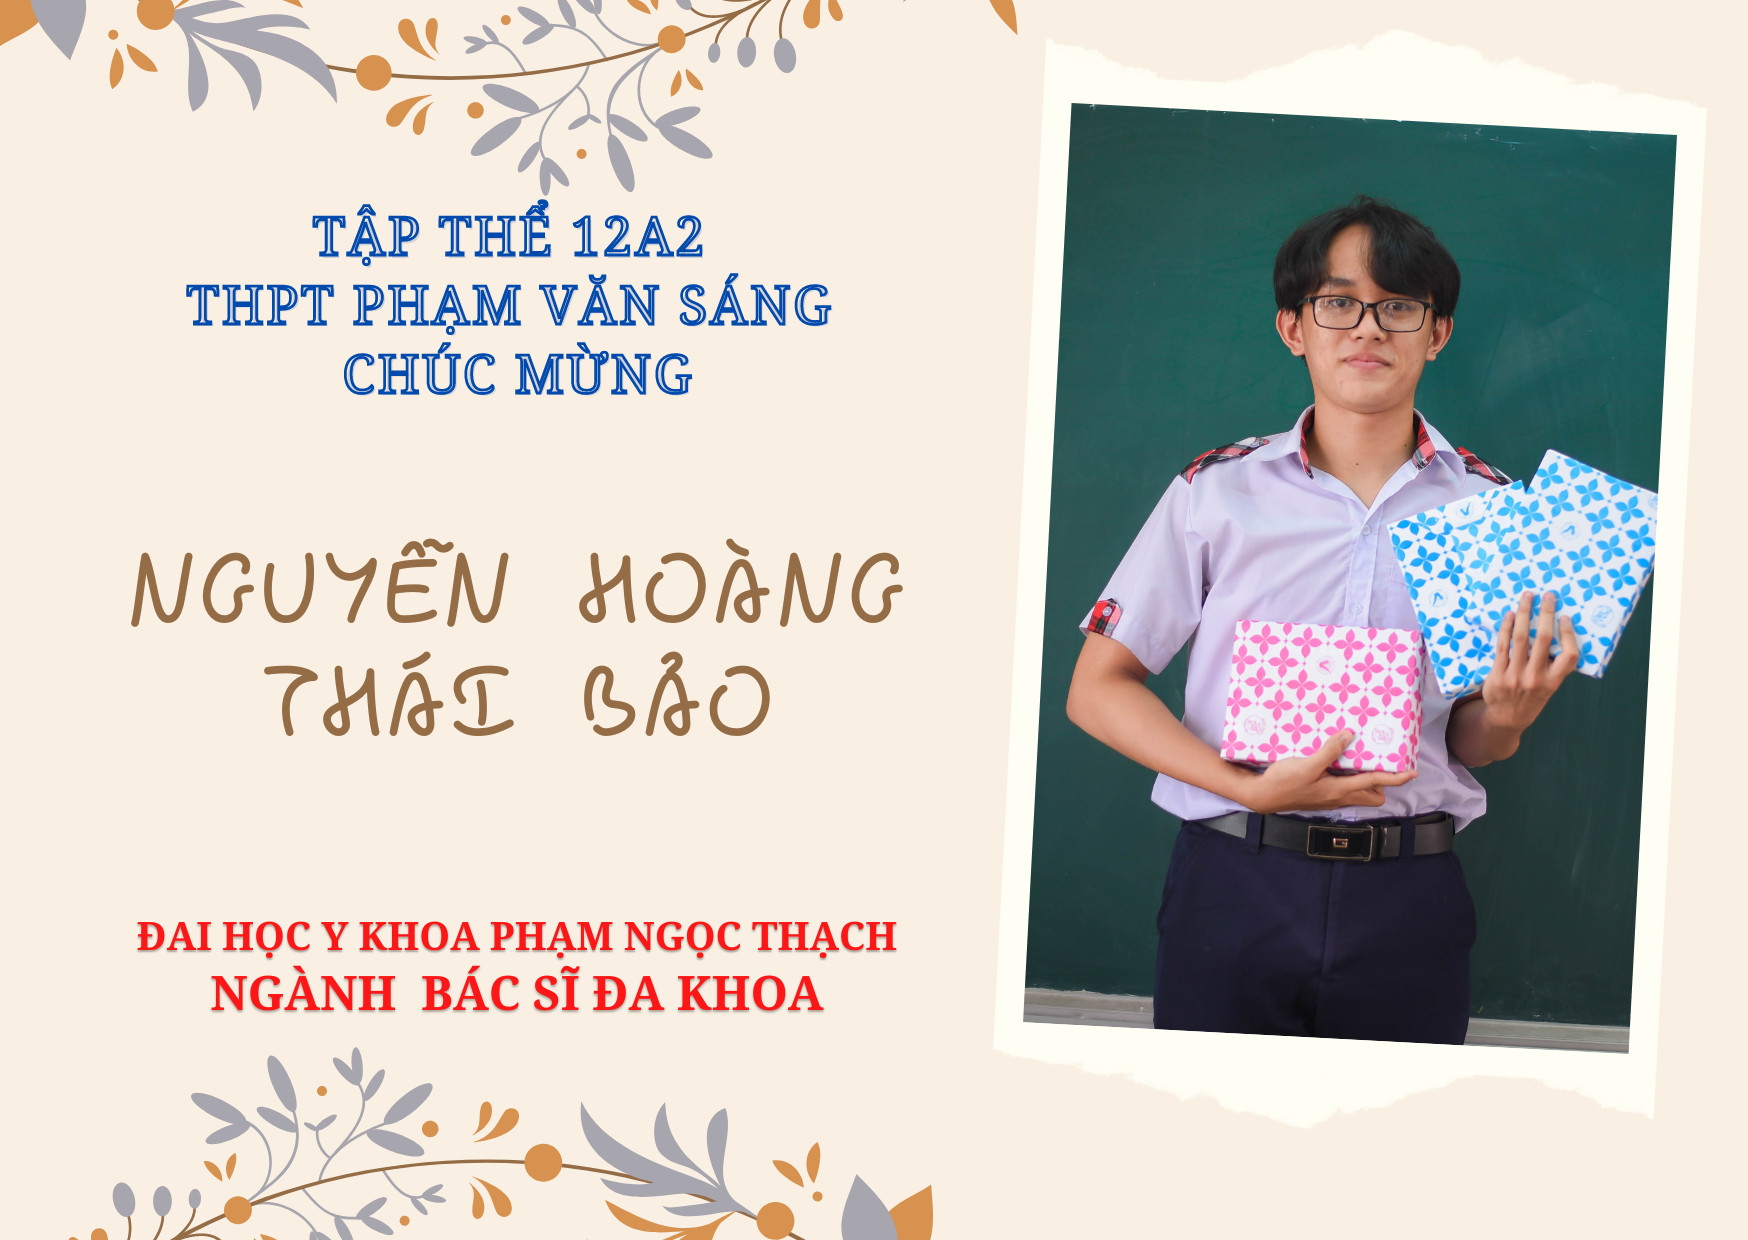 TẬP THỂ 12A2
THPT PHẠM VĂN SÁNG
CHÚC MỪNG
NGUYỄN HOÀNG
THÁI BẢO
ĐẠI HỌC Y KHOA PHẠM NGỌC THẠCH
NGÀNH BÁC SĨ ĐA KHOA